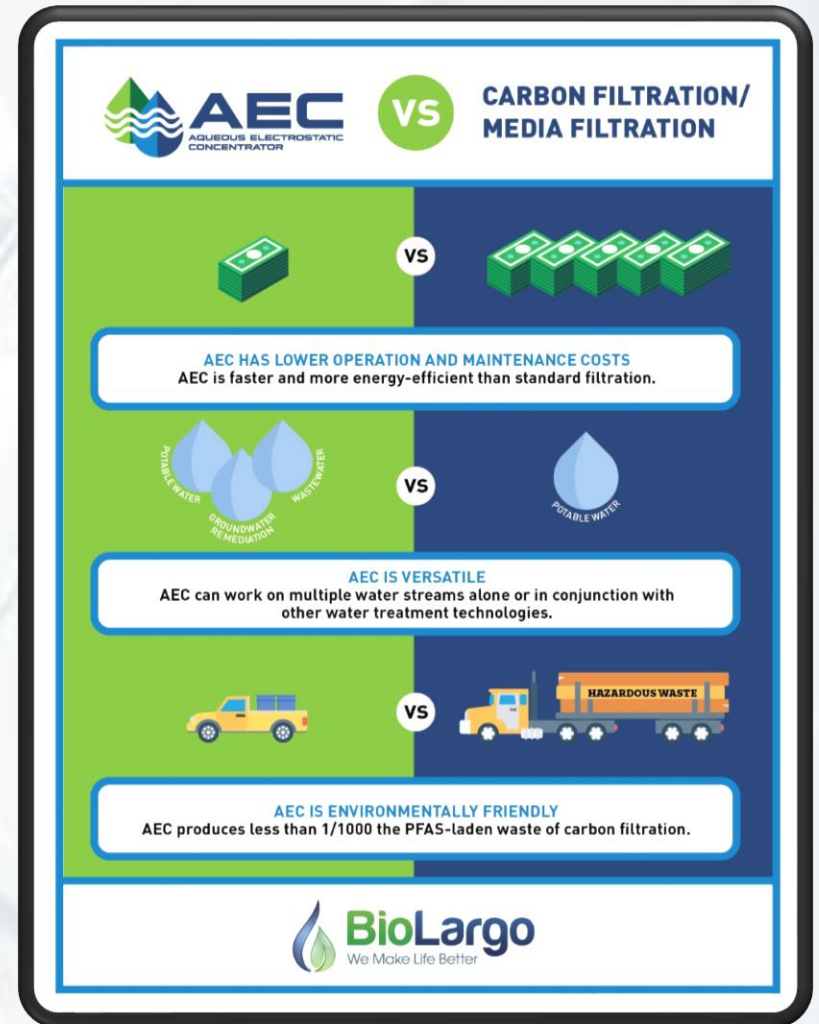 AEC
AQUEOUS ELECTROSTATIC
CONCENTRATOR
VS
CARBON FILTRATION/
MEDIA FILTRATION
VS
AEC HAS LOWER OPERATION AND MAINTENANCE COSTS
AEC is faster and more energy-efficient than standard filtration.
POTABLE WATER
GROUNDWATER
REMEDIATION
WASTEWATER
VS
POTABLE WATER
AEC IS VERSATILE
AEC can work on multiple water streams alone or in conjunction with
other water treatment technologies.
VS
HAZARDOUS WASTE
AEC IS ENVIRONMENTALLY FRIENDLY
AEC produces less than 1/1000 the PFAS-laden waste of carbon filtration.
BioLargo
We Make Life Better